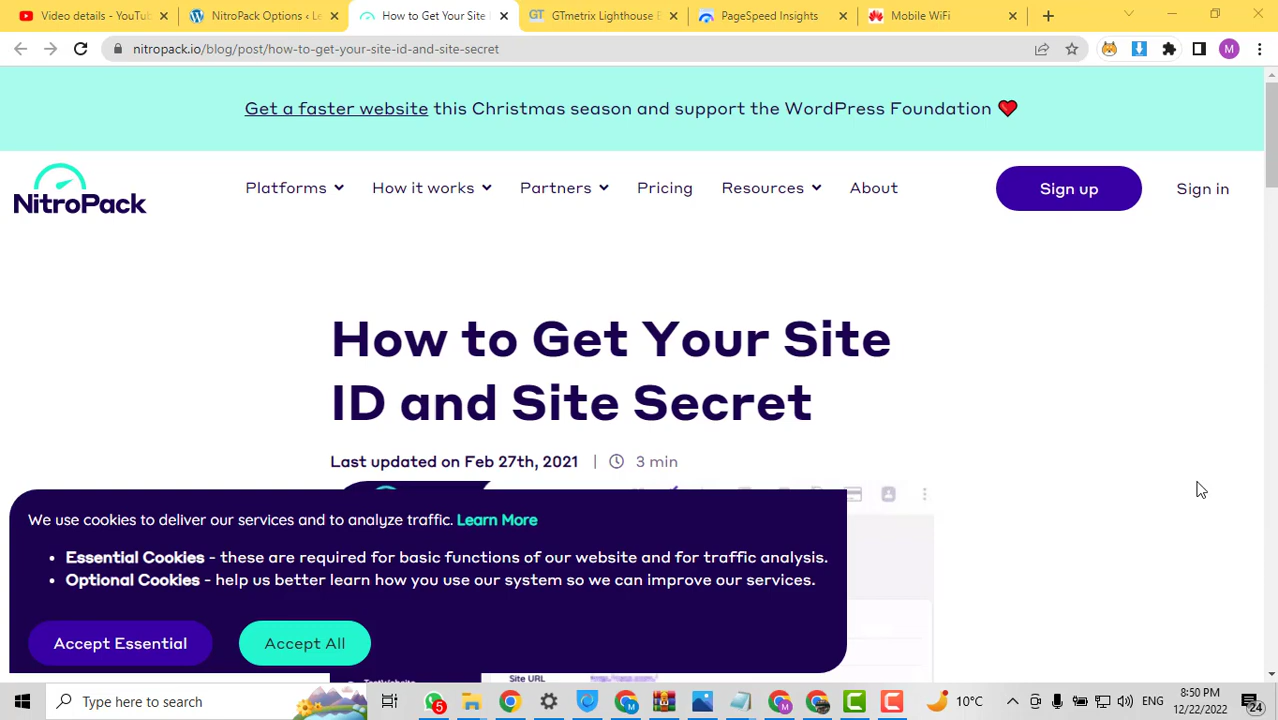 Video details - YouTu
NitroPack Options ‹ Le
How to Get Your Site
GTmetrix Lighthouse
PageSpeed Insights
Mobile WiFi
nitropack.io/blog/post/how-to-get-your-site-id-and-site-secret
M
Get a faster website this Christmas season and support the WordPress Foundation
NitroPack
Platforms
How it works
Partners
Pricing
Resources
About
Sign up
Sign in
How to Get Your Site
ID and Site Secret
Last updated on Feb 27th, 2021 | 3 min
We use cookies to deliver our services and to analyze traffic. Learn More
• Essential Cookies - these are required for basic functions of our website and for traffic analysis.
• Optional Cookies - help us better learn how you use our system so we can improve our services.
Accept Essential
Accept All
Site URL
Type here to search
5
10°C
ENG
8:50 PM
12/22/2022
24